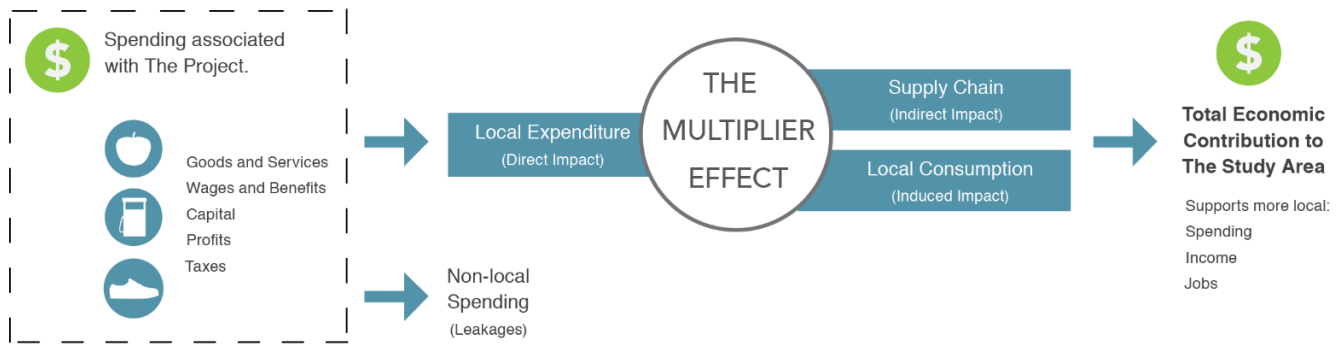 $
Spending associated
with The Project.
Goods and Services
Wages and Benefits
Capital
Profits
Taxes
Local Expenditure
(Direct Impact)
Non-local
Spending
(Leakages)
THE
MULTIPLIER
EFFECT
Supply Chain
(Indirect Impact)
Local Consumption
(Induced Impact)
$
Total Economic
Contribution to
The Study Area
Supports more local:
Spending
Income
Jobs